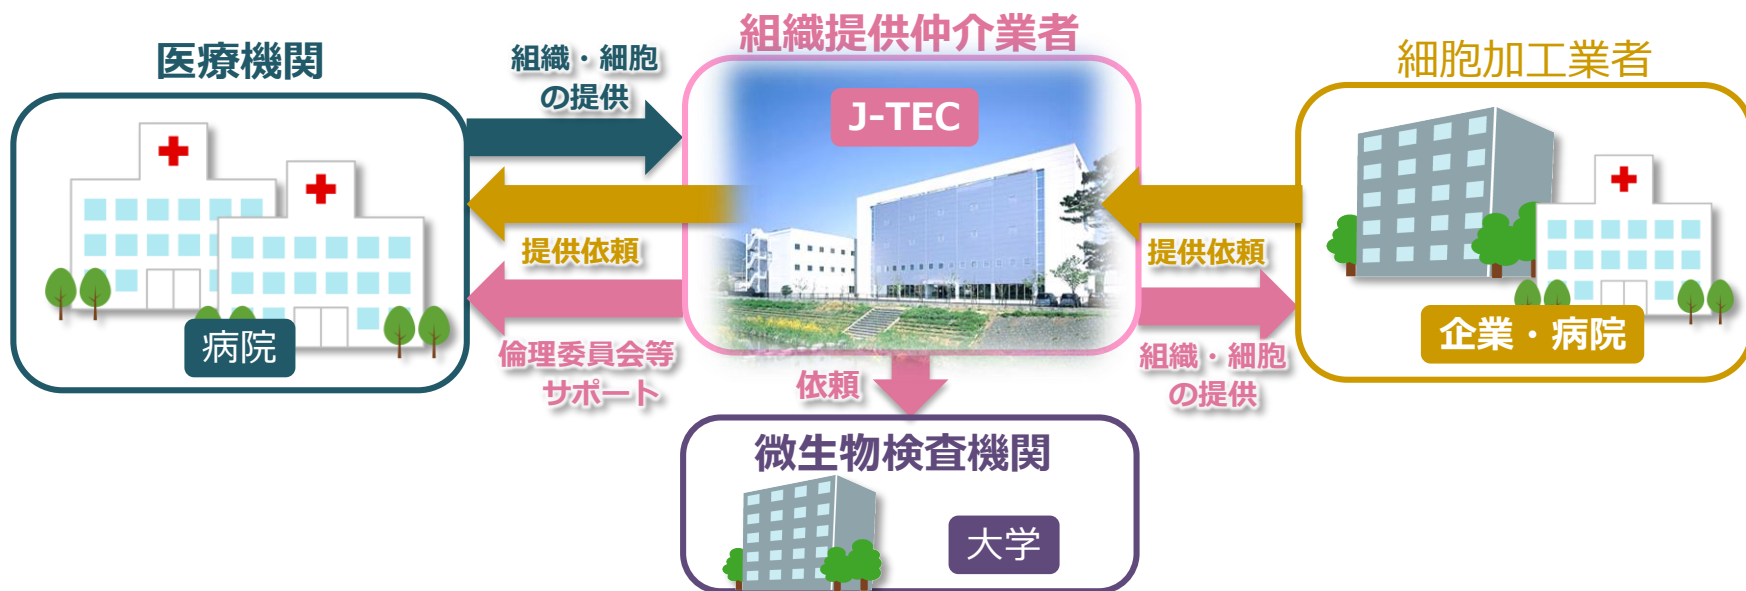 医療機関
病院
組織・細胞
の提供
提供依頼
倫理委員会等
サポート
組織提供仲介業者
J-TEC
依頼
提供依頼
組織・細胞
の提供
細胞加工業者
企業・病院
微生物検査機関
大学